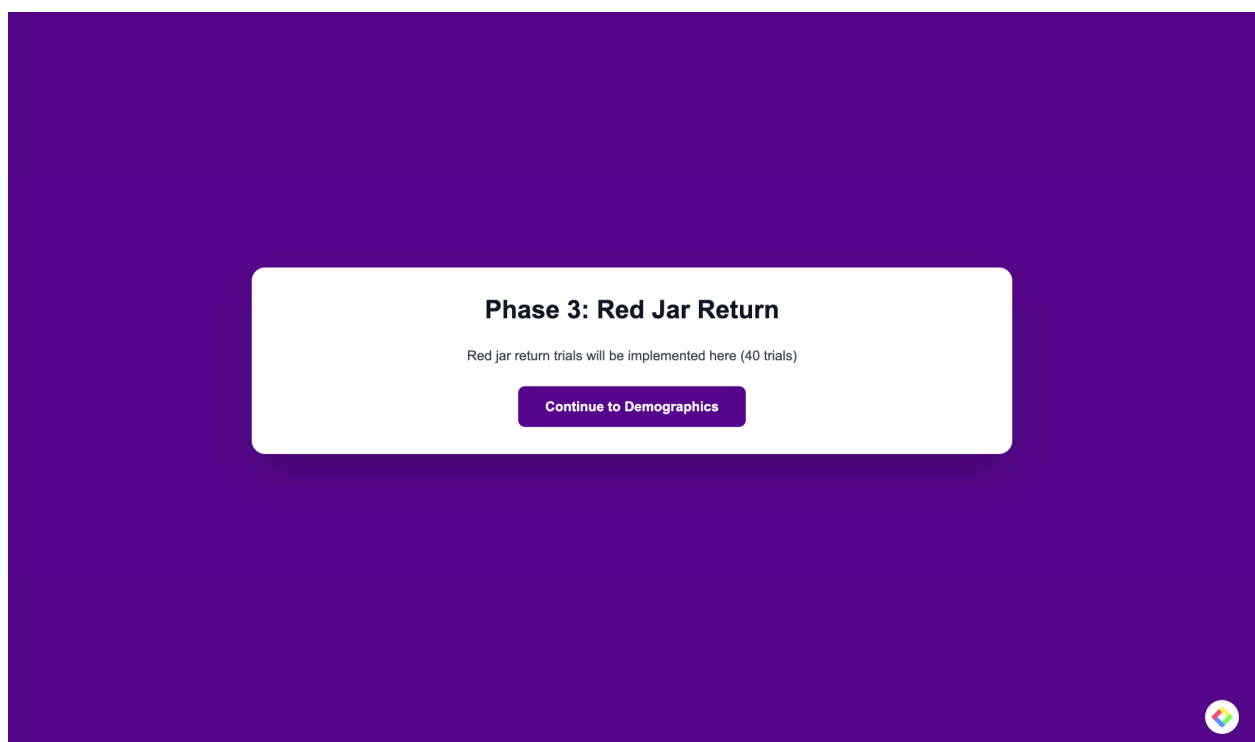 Phase 3: Red Jar Return
Red jar return trials will be implemented here (40 trials)
Continue to Demographics